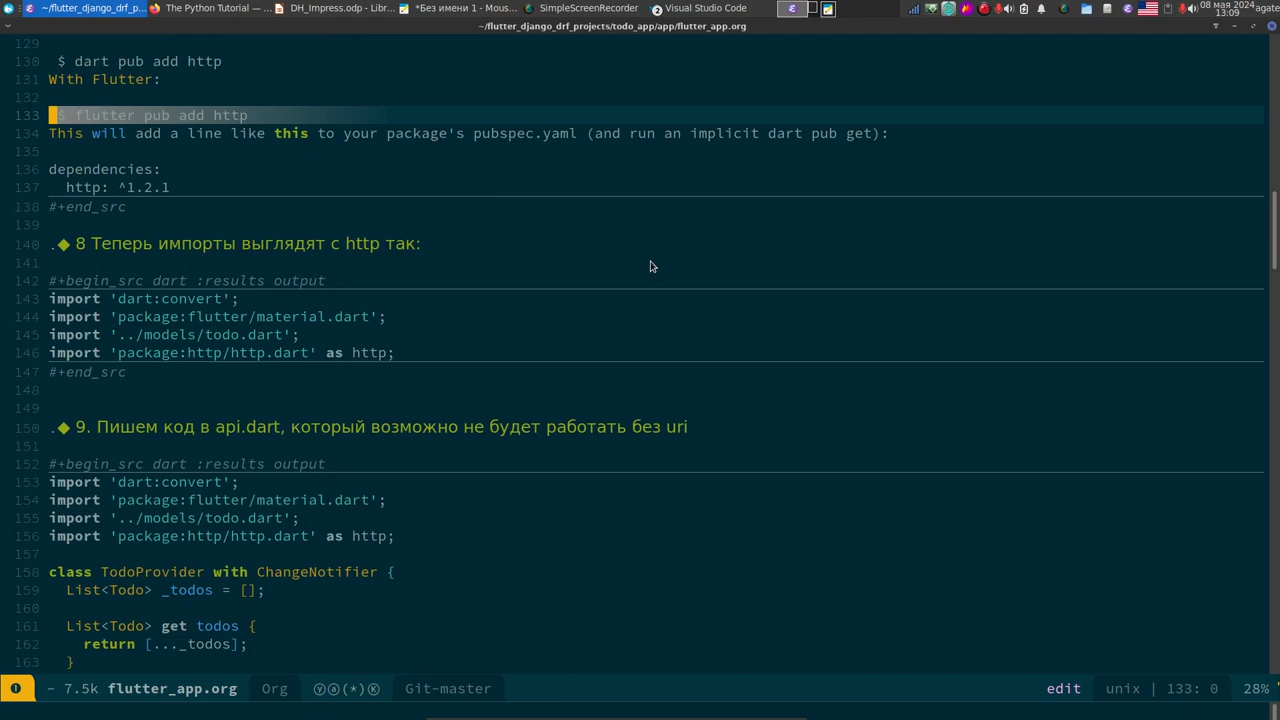 ~/flutter_django_drf_p...
The Python Tutorial — ...
DH_Impress.odp - Libr...
*Без имени 1 - Mous...
SimpleScreenRecorder
Visual Studio Code
08 мая 2024
13:09
agate
~/flutter_django_drf_projects/todo_app/app/flutter_app.org
129
130 $ dart pub add http
131 With Flutter:
132
133 $ flutter pub add http
134 This will add a line like this to your package's pubspec.yaml (and run an implicit dart pub get):
135
136 dependencies:
137   http: ^1.2.1
138 #+end_src
139
140 .◆ 8 Теперь импорты выглядят с http так:
141
142 #+begin_src dart :results output
143 import 'dart:convert';
144 import 'package:flutter/material.dart';
145 import '../models/todo.dart';
146 import 'package:http/http.dart' as http;
147 #+end_src
148
149
150 .◆ 9. Пишем код в api.dart, который возможно не будет работать без uri
151
152 #+begin_src dart :results output
153 import 'dart:convert';
154 import 'package:flutter/material.dart';
155 import '../models/todo.dart';
156 import 'package:http/http.dart' as http;
157
158 class TodoProvider with ChangeNotifier {
159   List<Todo> _todos = [];
160
161   List<Todo> get todos {
162     return [..._todos];
163   }
❶ - 7.5k flutter_app.org Org ⓨⓐ(*)Ⓚ Git-master edit unix | 133: 0 28%